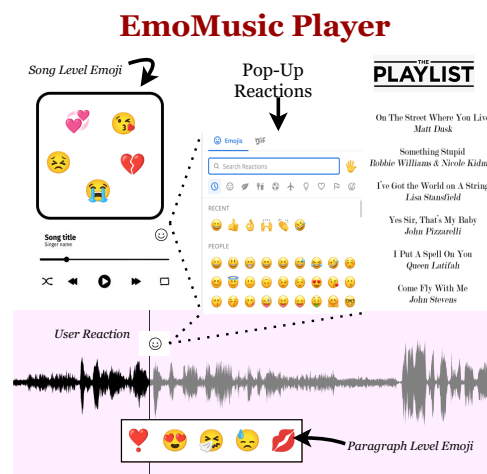 EmoMusic Player
Song Level Emoji
Pop-Up
Reactions
THE
PLAYLIST
On The Street Where You Live
Matt Dusk
Something Stupid
Robbie Williams & Nicole Kidm
I've Got the World on a String
Lisa Stansfield
Yes Sir, That's My Baby
John Pizzarelli
I Put A Spell On You
Queen Latifah
Come Fly With Me
John Stevens
Emojis
gif
Search Reactions
RECENT
PEOPLE
Song title
Singer name
User Reaction
Paragraph Level Emoji